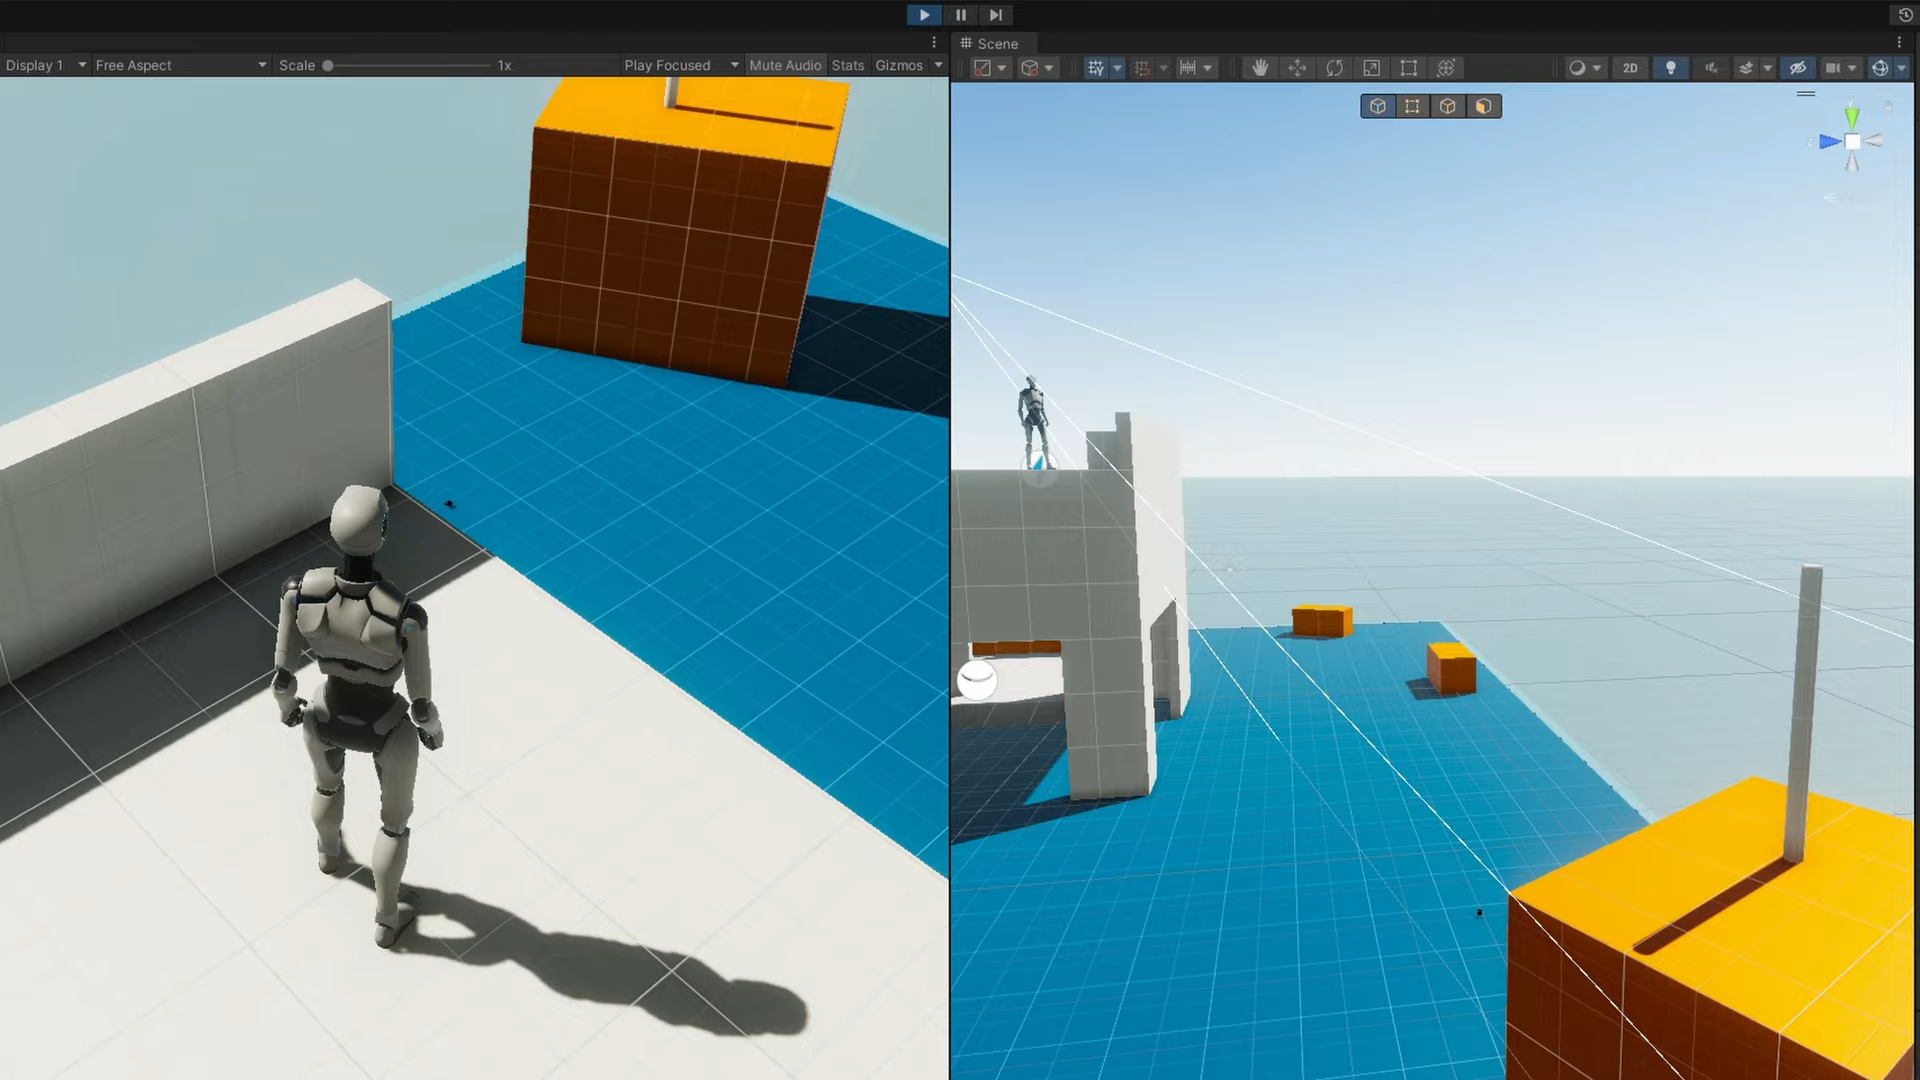 Scene
Display 1 Free Aspect Scale 1x Play Focused Mute Audio Stats Gizmos
2D